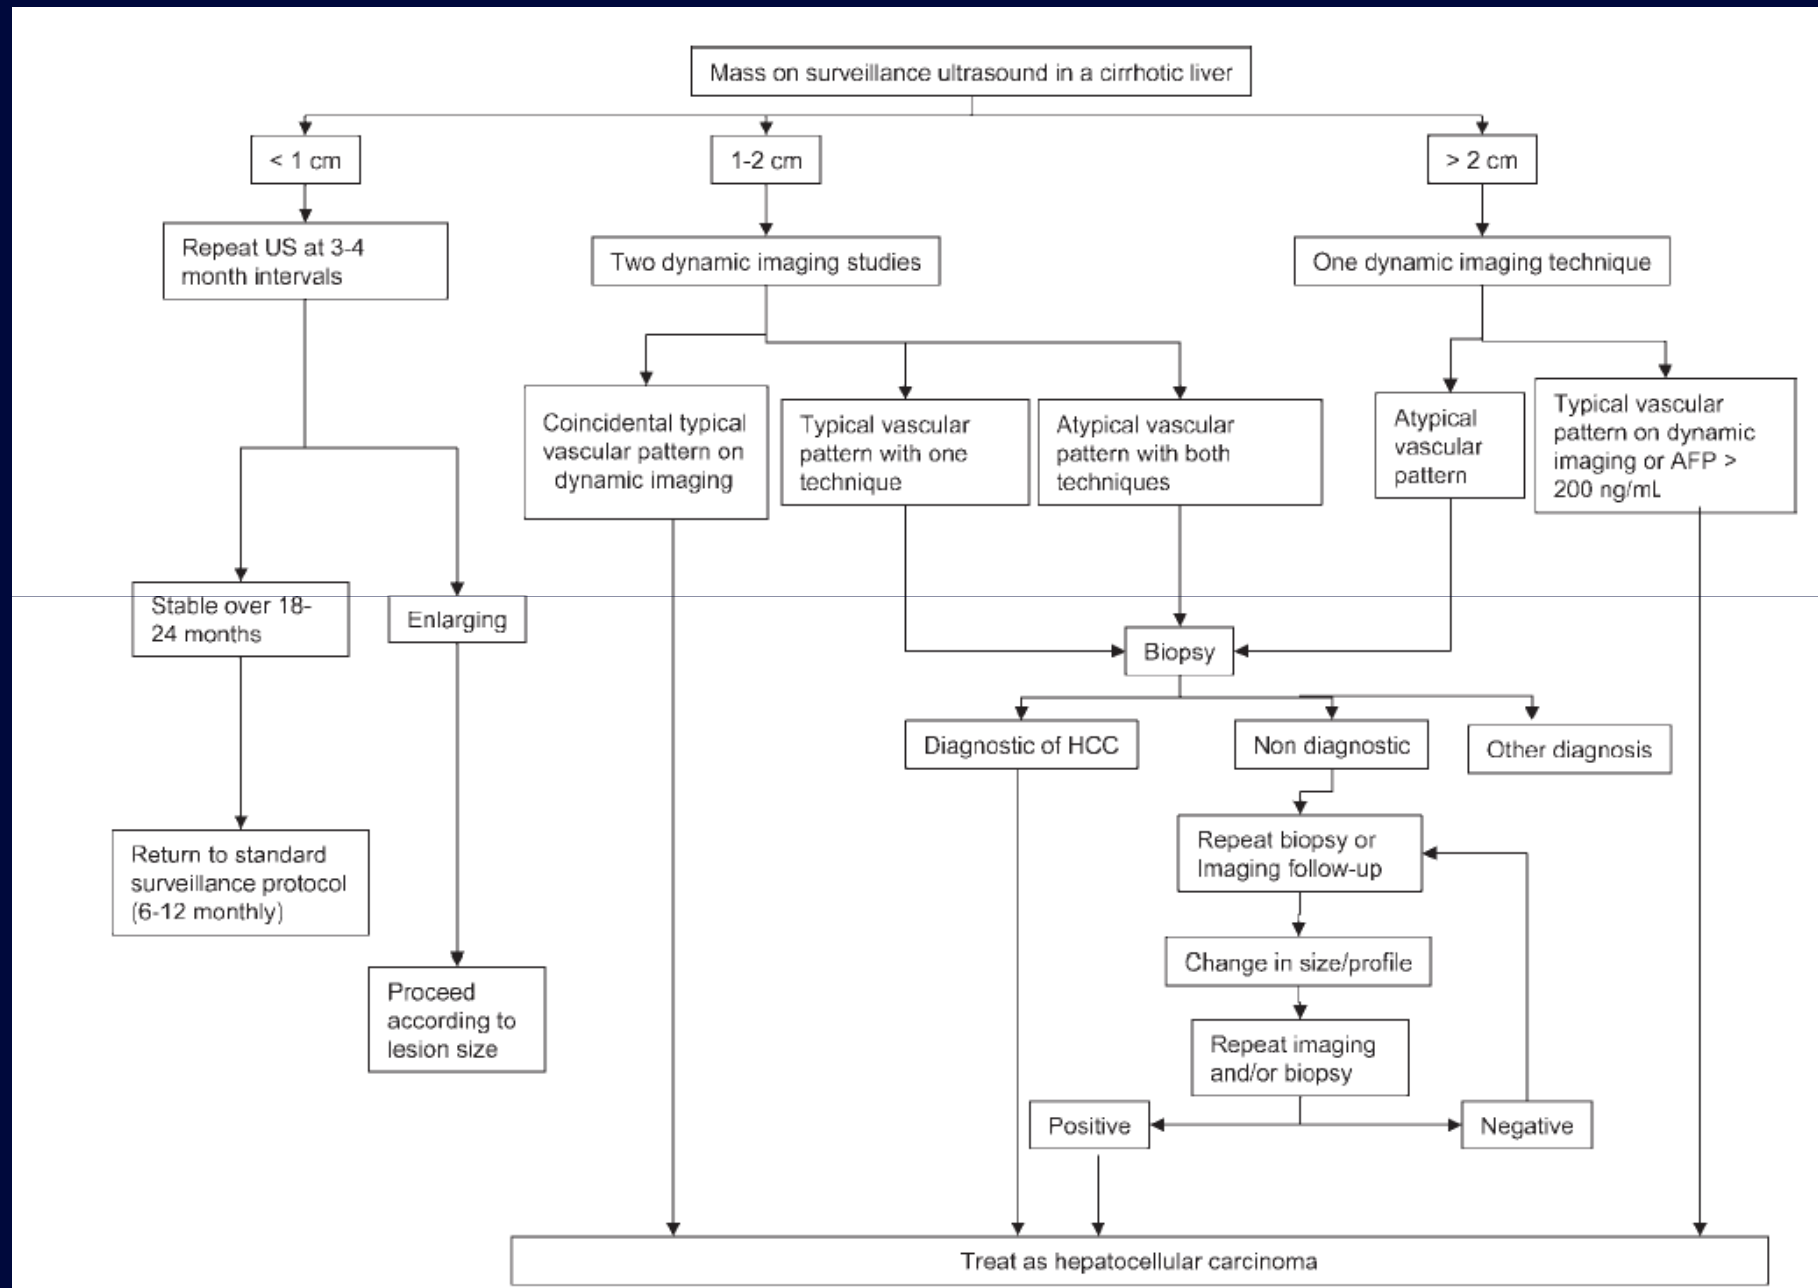 Mass on surveillance ultrasound in a cirrhotic liver
< 1 cm
1-2 cm
> 2 cm
Repeat US at 3-4
month intervals
Two dynamic imaging studies
One dynamic imaging technique
Coincidental typical
vascular pattern on
dynamic imaging
Typical vascular
pattern with one
technique
Atypical vascular
pattern with both
techniques
Atypical
vascular
pattern
Typical vascular
pattern on dynamic
imaging or AFP >
200 ng/mL
Stable over 18-
24 months
Enlarging
Biopsy
Diagnostic of HCC
Non diagnostic
Other diagnosis
Return to standard
surveillance protocol
(6-12 monthly)
Repeat biopsy or
Imaging follow-up
Change in size/profile
Proceed
according to
lesion size
Repeat imaging
and/or biopsy
Positive
Negative
Treat as hepatocellular carcinoma